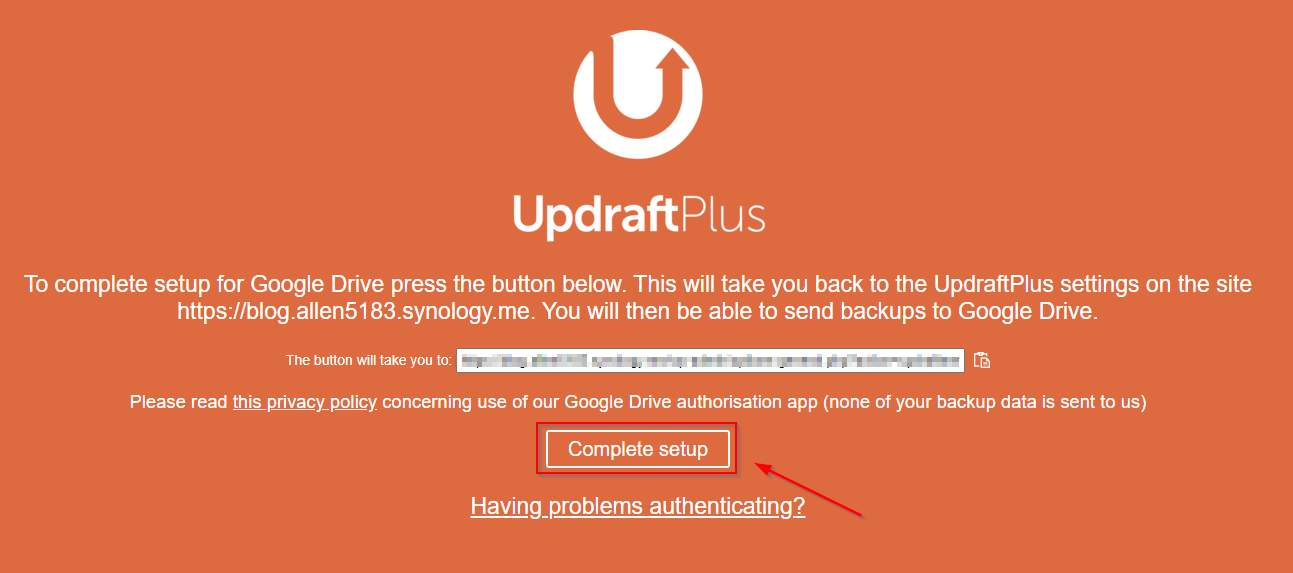 UpdraftPlus
To complete setup for Google Drive press the button below. This will take you back to the UpdraftPlus settings on the site
https://blog.allen5183.synology.me. You will then be able to send backups to Google Drive.
The button will take you to:
Please read this privacy policy concerning use of our Google Drive authorisation app (none of your backup data is sent to us)
Complete setup
Having problems authenticating?